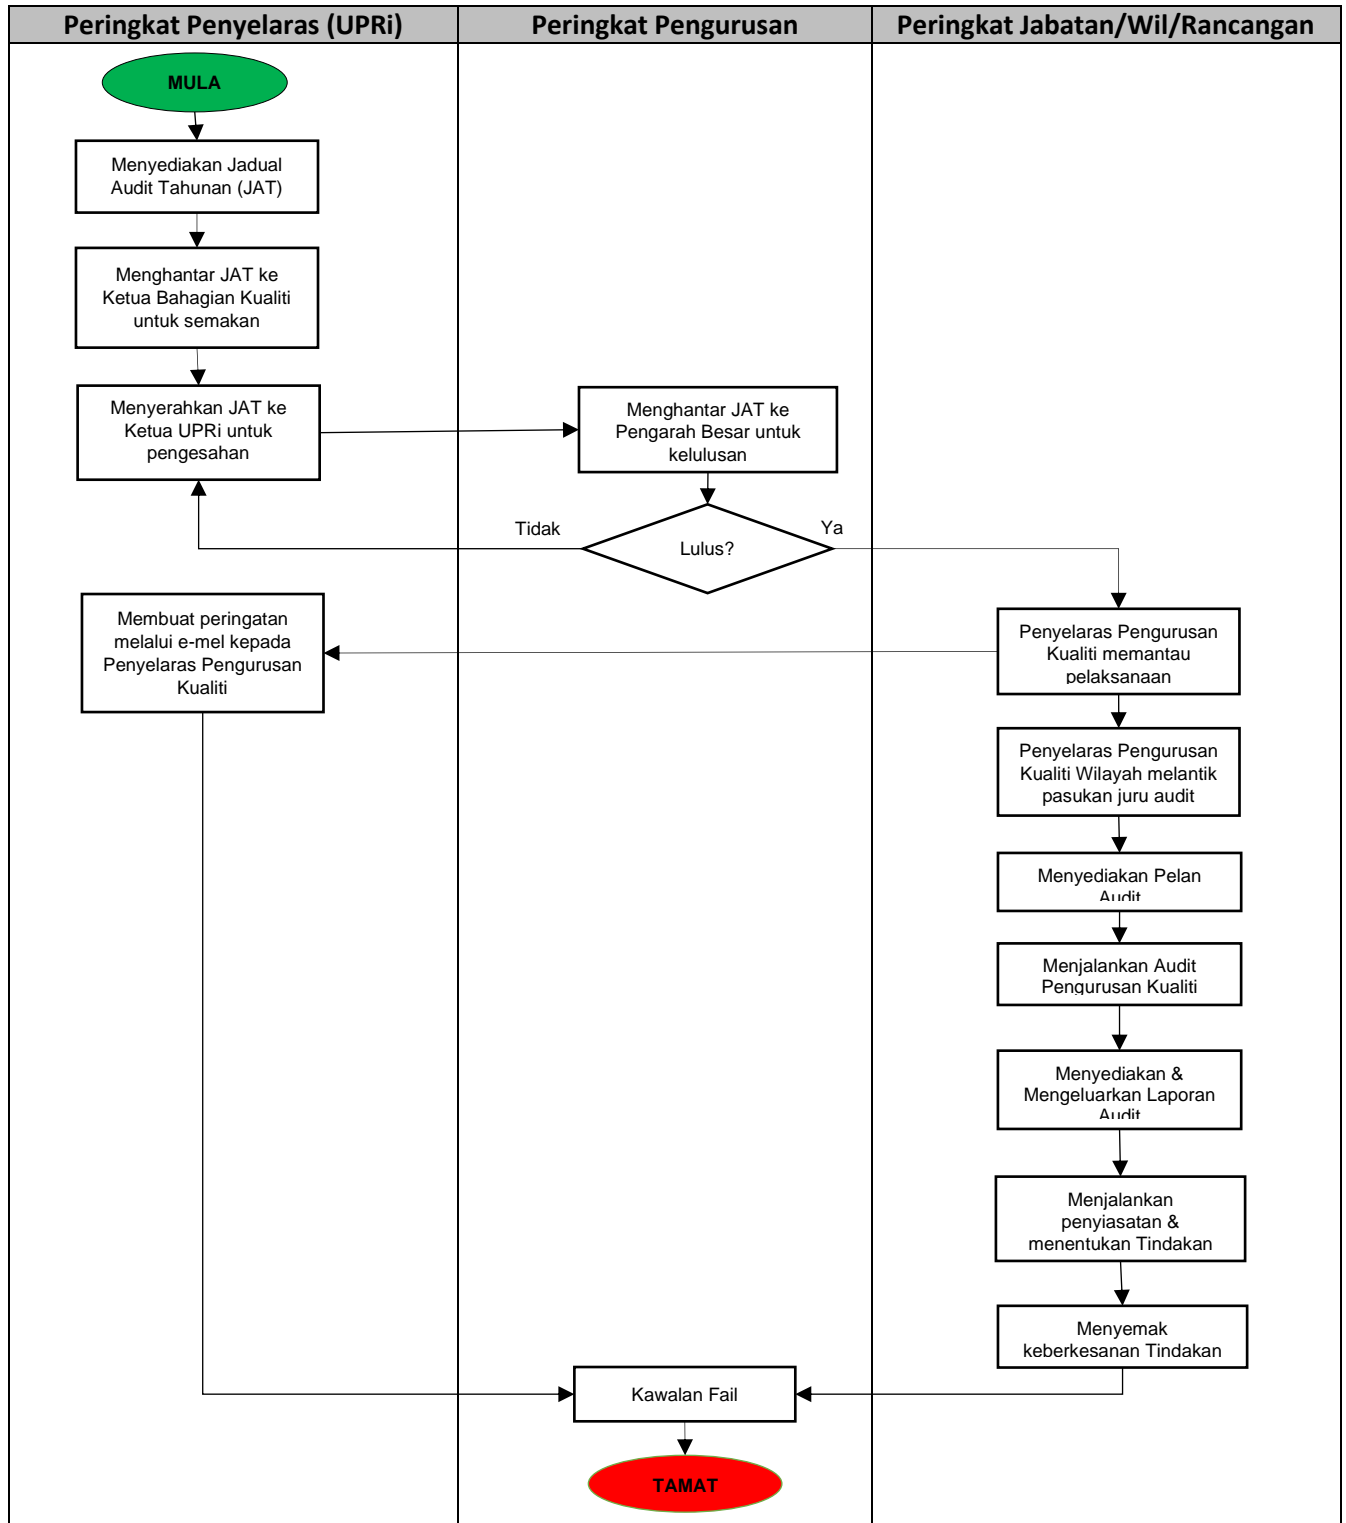 Peringkat Penyelaras (UPRi)
Peringkat Pengurusan
Peringkat Jabatan/Wil/Rancangan
MULA
Menyediakan Jadual
Audit Tahunan (JAT)
Menghantar JAT ke
Ketua Bahagian Kualiti
untuk semakan
Menyerahkan JAT ke
Ketua UPRi untuk
pengesahan
Menghantar JAT ke
Pengarah Besar untuk
kelulusan
Tidak
Lulus?
Ya
Membuat peringatan
melalui e-mel kepada
Penyelaras Pengurusan
Kualiti
Penyelaras Pengurusan
Kualiti memantau
pelaksanaan
Penyelaras Pengurusan
Kualiti Wilayah melantik
pasukan juru audit
Menyediakan Pelan
Audit
Menjalankan Audit
Pengurusan Kualiti
Menyediakan &
Mengeluarkan Laporan
Audit
Menjalankan
penyiasatan &
menentukan Tindakan
Menyemak
keberkesanan Tindakan
Kawalan Fail
TAMAT